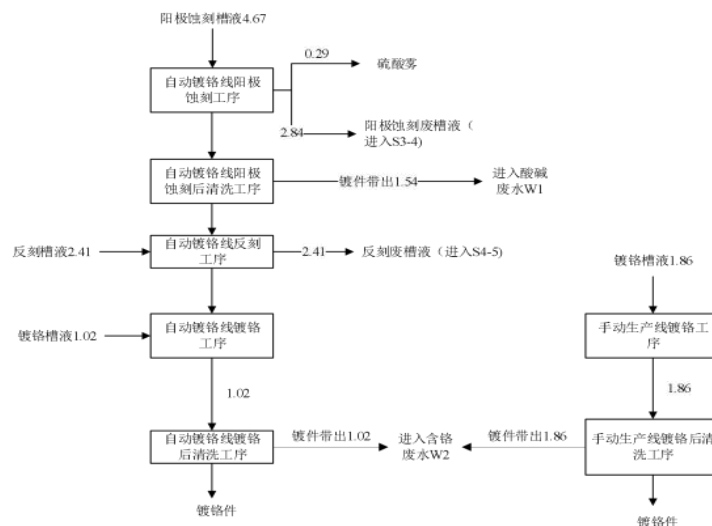 阳极蚀刻槽液4.67
0.29
硫酸雾
自动镀铬线阳极
蚀刻工序
2.84
阳极蚀刻废槽液（
进入S3-4)
自动镀铬线阳极
蚀刻后清洗工序
镀件带出1.54
进入酸碱
废水W1
反刻槽液2.41
自动镀铬线反刻
工序
2.41
反刻废槽液（进入S4-5）
镀铬槽液1.86
镀铬槽液1.02
自动镀铬线镀铬
工序
手动生产线镀铬工
序
1.02
1.86
自动镀铬线镀铬
后清洗工序
镀件带出1.02
进入含铬
废水W2
镀件带出1.86
手动生产线镀铬后清
洗工序
镀铬件
镀铬件